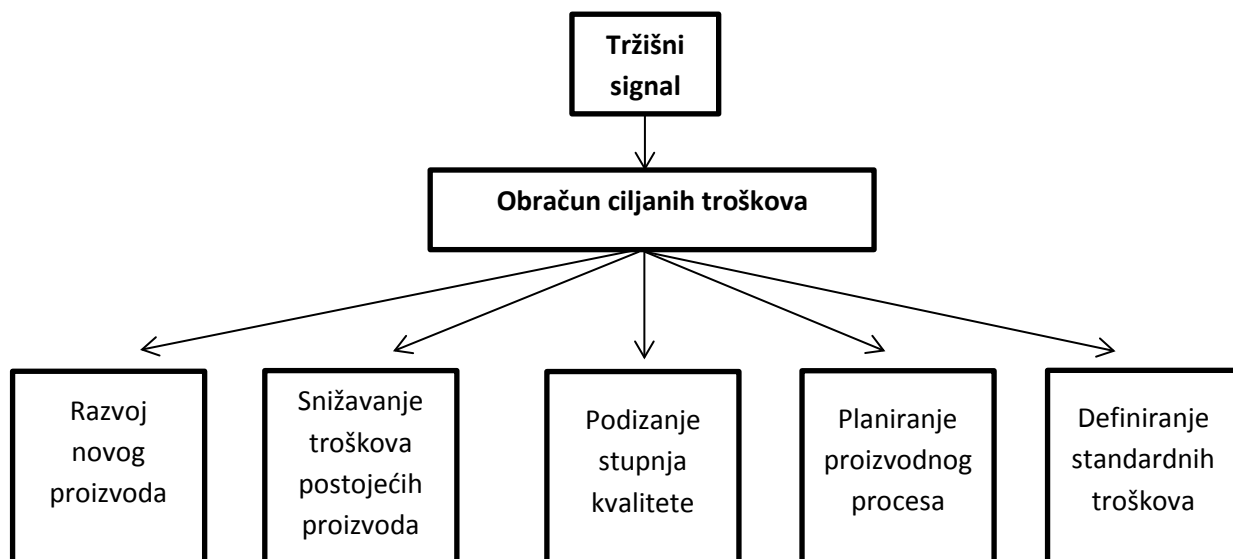 Tržišni
signal
Obračun ciljanih troškova
Razvoj
novog
proizvoda
Snižavanje
troškova
postojećih
proizvoda
Podizanje
stupnja
kvalitete
Planiranje
proizvodnog
procesa
Definiranje
standardnih
troškova